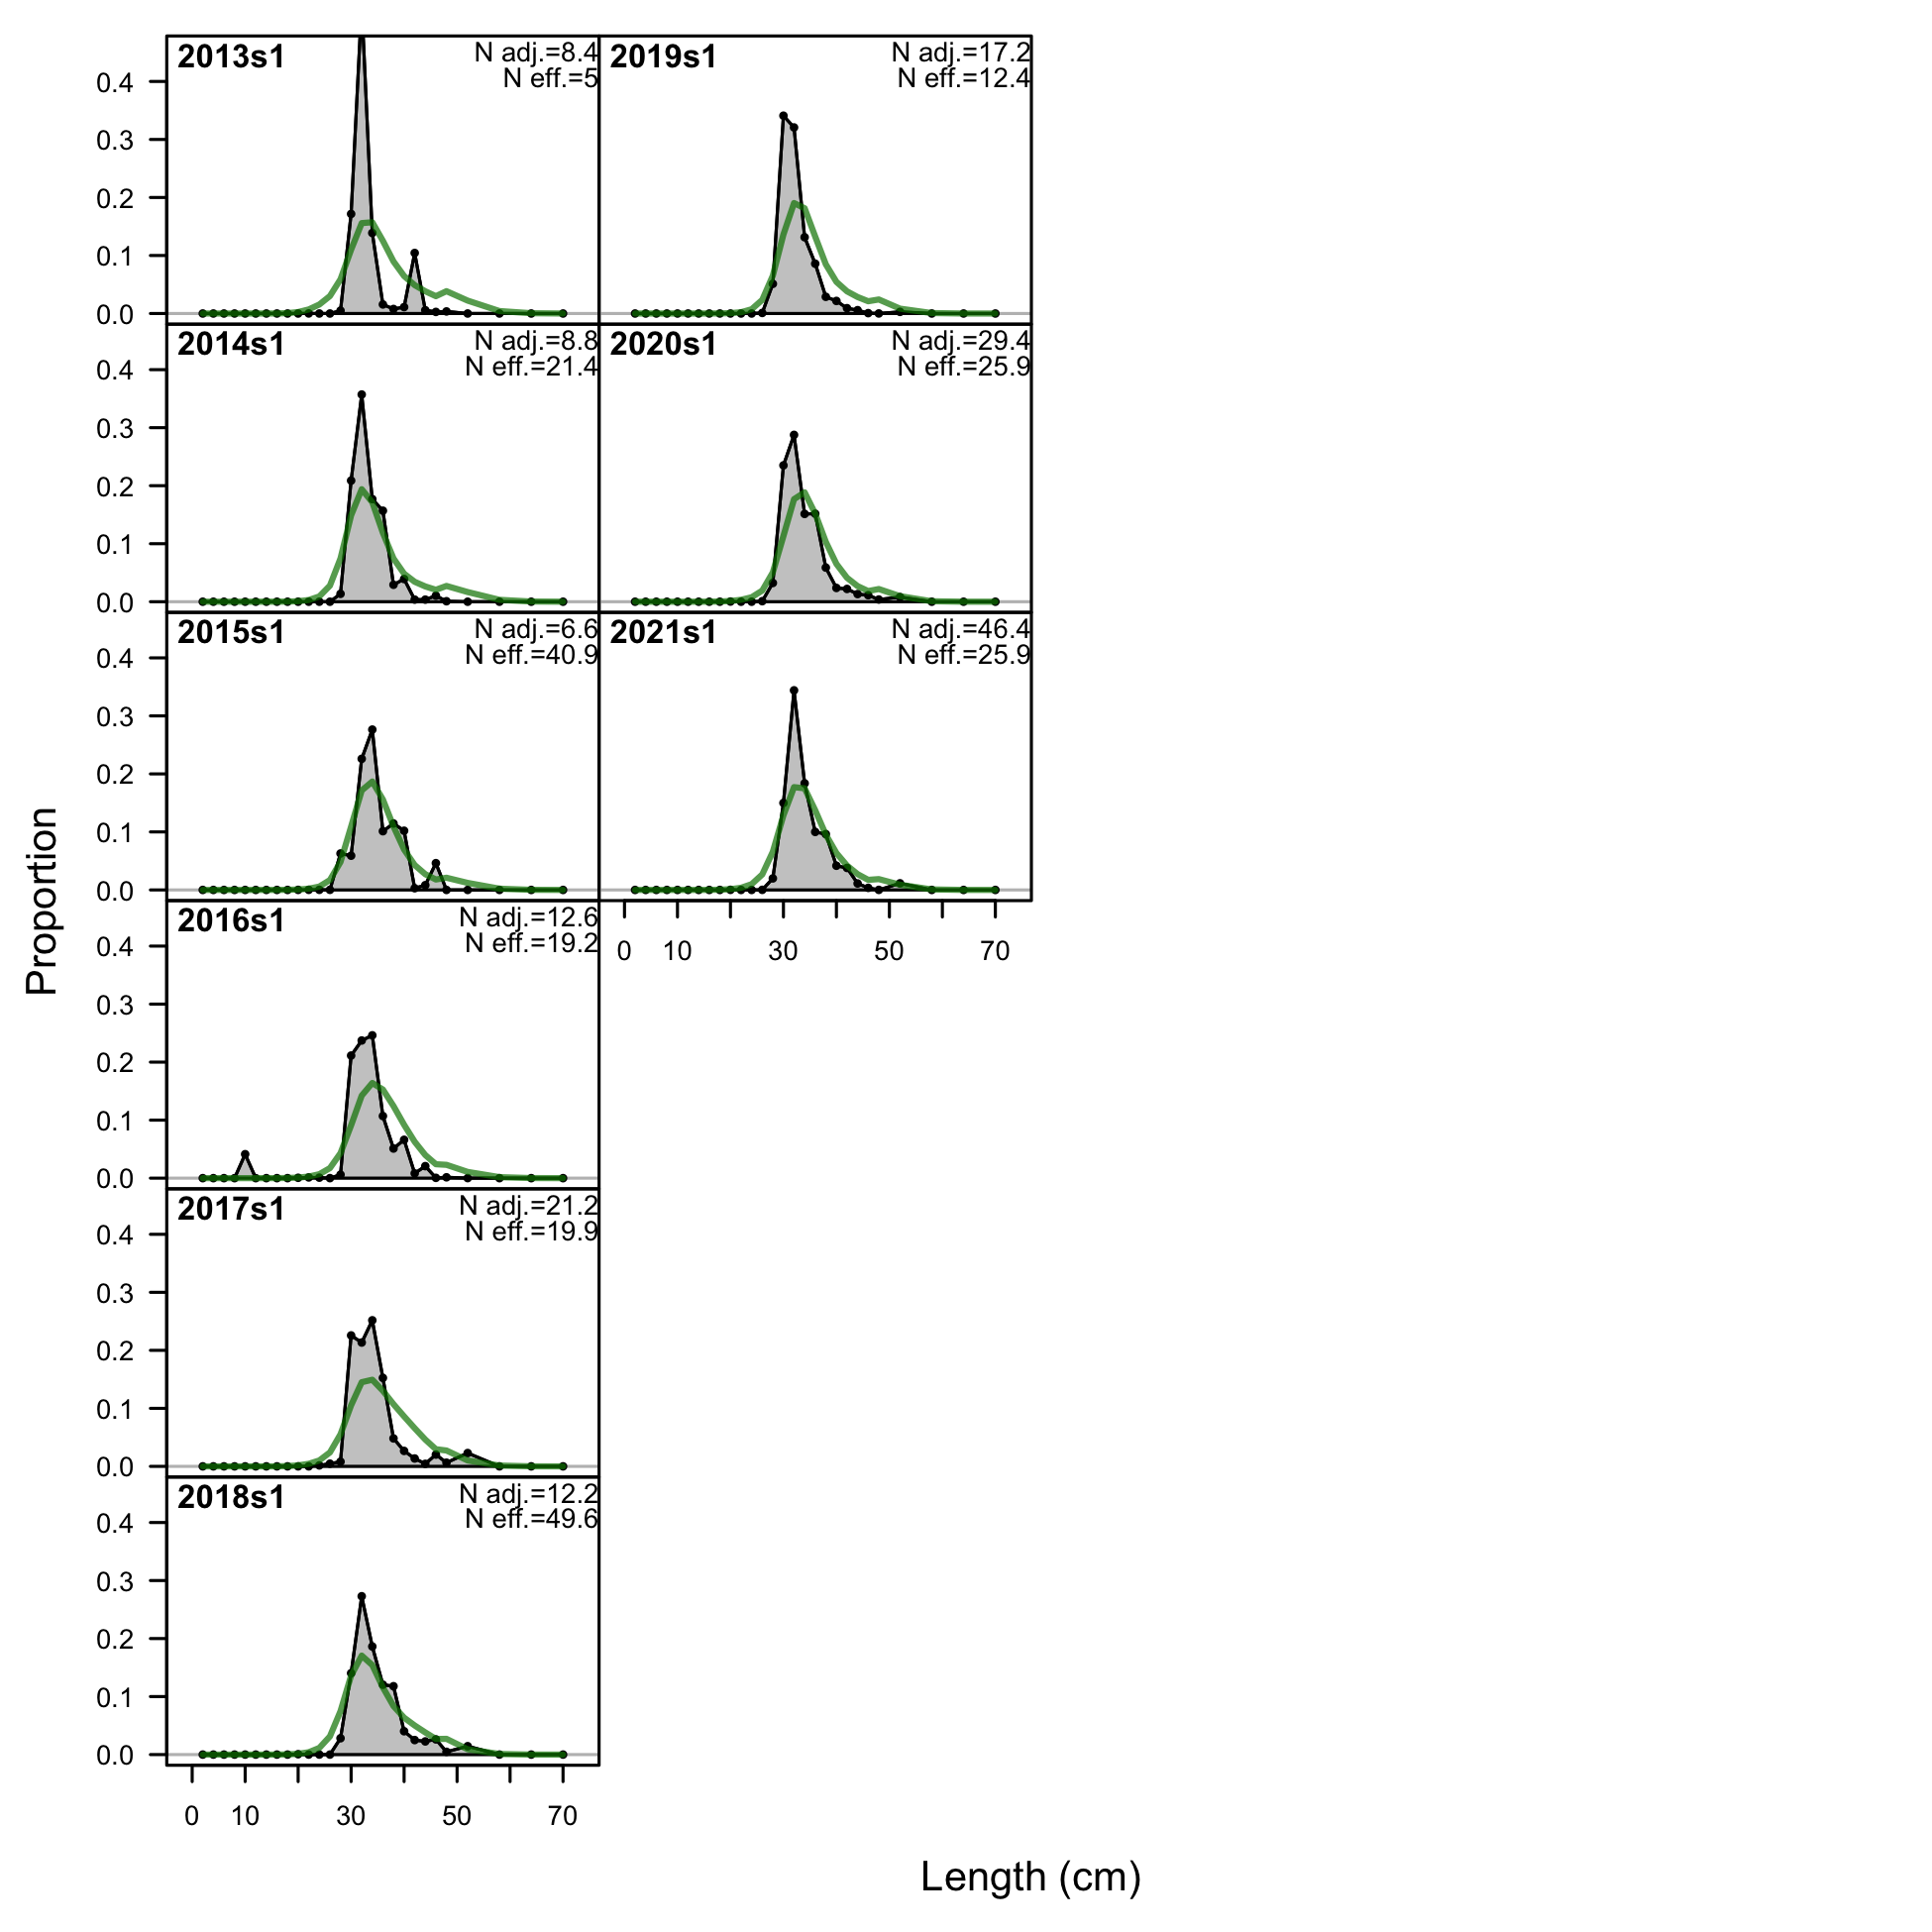 2013s1
N adj.=8.4
N eff.=5
0.4
0.3
0.2
0.1
0.0
2019s1
N adj.=17.2
N eff.=12.4
2014s1
N adj.=8.8
N eff.=21.4
0.4
0.3
0.2
0.1
0.0
2020s1
N adj.=29.4
N eff.=25.9
2015s1
N adj.=6.6
N eff.=40.9
0.4
0.3
0.2
0.1
0.0
2021s1
N adj.=46.4
N eff.=25.9
0 10 30 50 70
2016s1
N adj.=12.6
N eff.=19.2
0.4
0.3
0.2
0.1
0.0
2017s1
N adj.=21.2
N eff.=19.9
0.4
0.3
0.2
0.1
0.0
2018s1
N adj.=12.2
N eff.=49.6
0.4
0.3
0.2
0.1
0.0
0 10 30 50 70
Proportion
Length (cm)